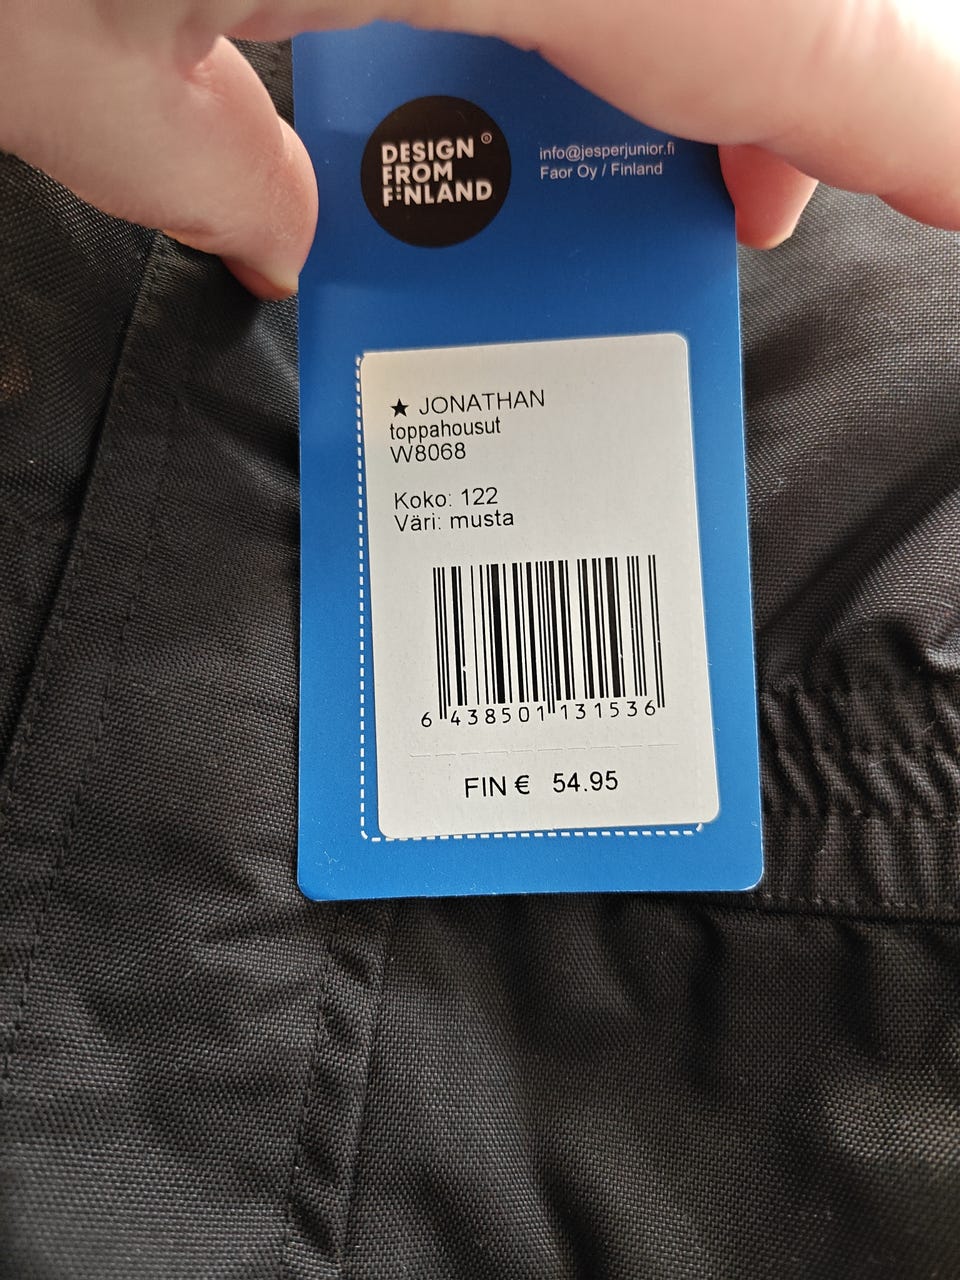 DESIGN ®
FROM
FINLAND
info@jesperjunior.fi
Faor Oy / Finland
★ JONATHAN
toppahousut
W8068
Koko: 122
Väri: musta
6 438501 131536
FIN € 54.95